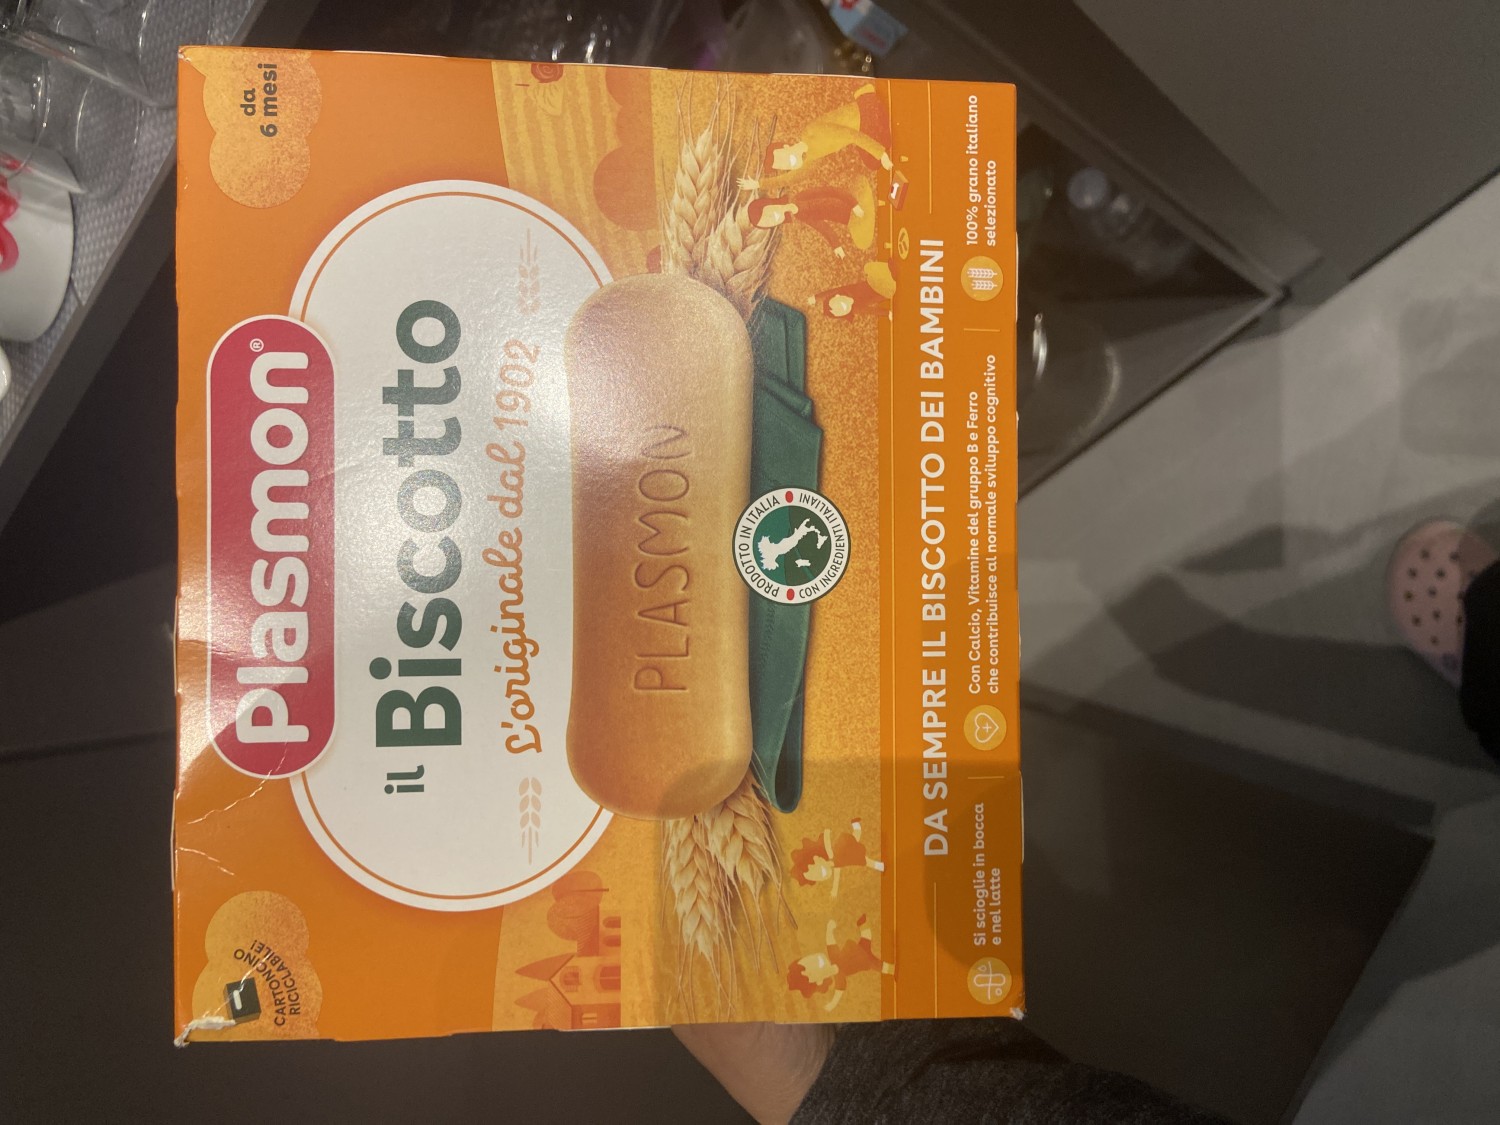 da
6 mesi
CARTONCINO
RICICLABILE!
Plasmon®
il Biscotto
L'originale dal 1902
PLASMON
PRODOTTO IN ITALIA
CON INGREDIENTI ITALIANI
DA SEMPRE IL BISCOTTO DEI BAMBINI
Si scioglie in bocca
e nel latte
Con Calcio, Vitamine del gruppo B e Ferro
che contribuisce al normale sviluppo cognitivo
100% grano italiano
selezionato